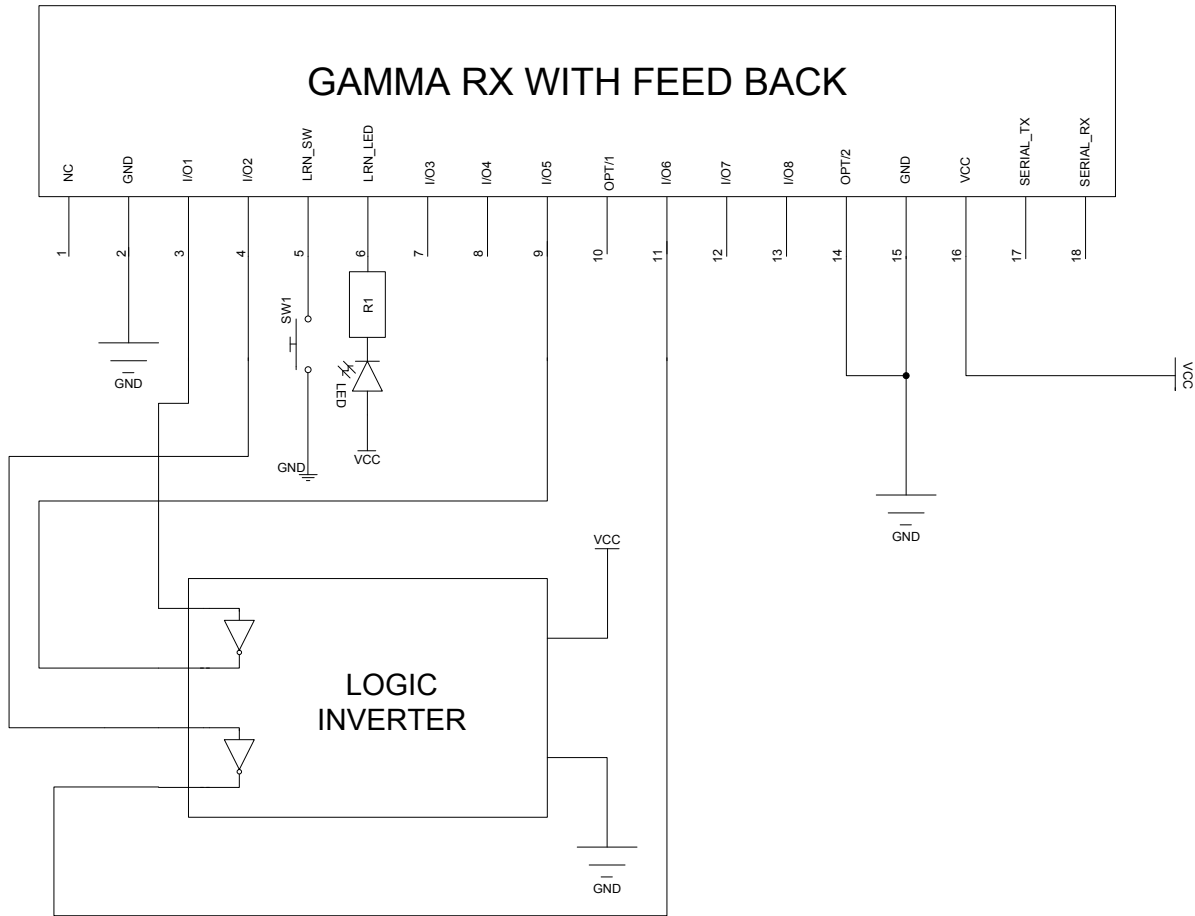 GAMMA RX WITH FEED BACK
NC
GND
I/O1
I/O2
LRN_SW
LRN_LED
I/O3
I/O4
I/O5
OPT/1
I/O6
I/O7
I/O8
OPT/2
GND
VCC
SERIAL_TX
SERIAL_RX
1
2
3
4
5
6
7
8
9
10
11
12
13
14
15
16
17
18
SW1
R1
LED
GND
VCC
GND
VCC
GND
VCC
LOGIC
INVERTER
GND